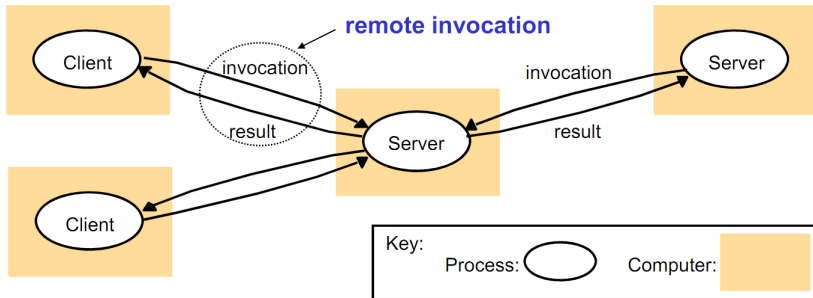 remote invocation
Client
invocation
result
Server
invocation
result
Server
Client
Key:
Process:
Computer: